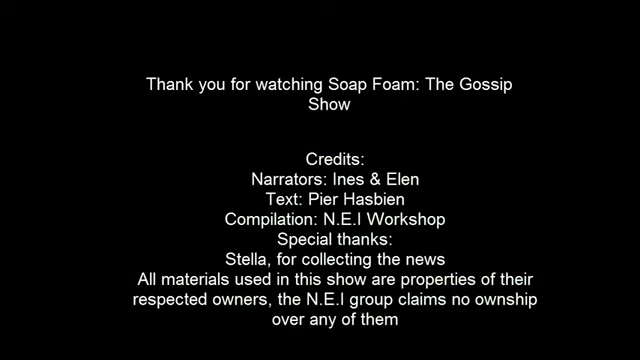 Thank you for watching Soap Foam: The Gossip
Show
Credits:
Narrators: Ines & Elen
Text: Pier Hasbien
Compilation: N.E.I Workshop
Special thanks:
Stella, for collecting the news
All materials used in this show are properties of their
respected owners, the N.E.I group claims no ownship
over any of them